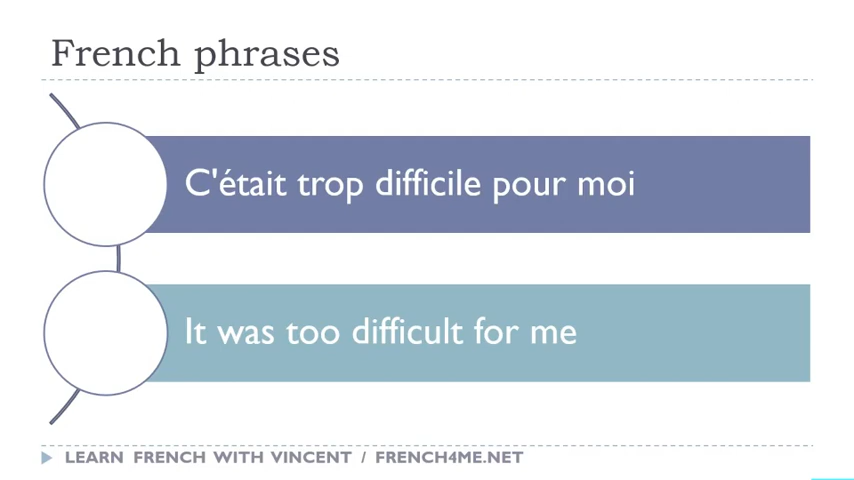 French phrases
C'était trop difficile pour moi
It was too difficult for me
LEARN FRENCH WITH VINCENT / FRENCH4ME.NET